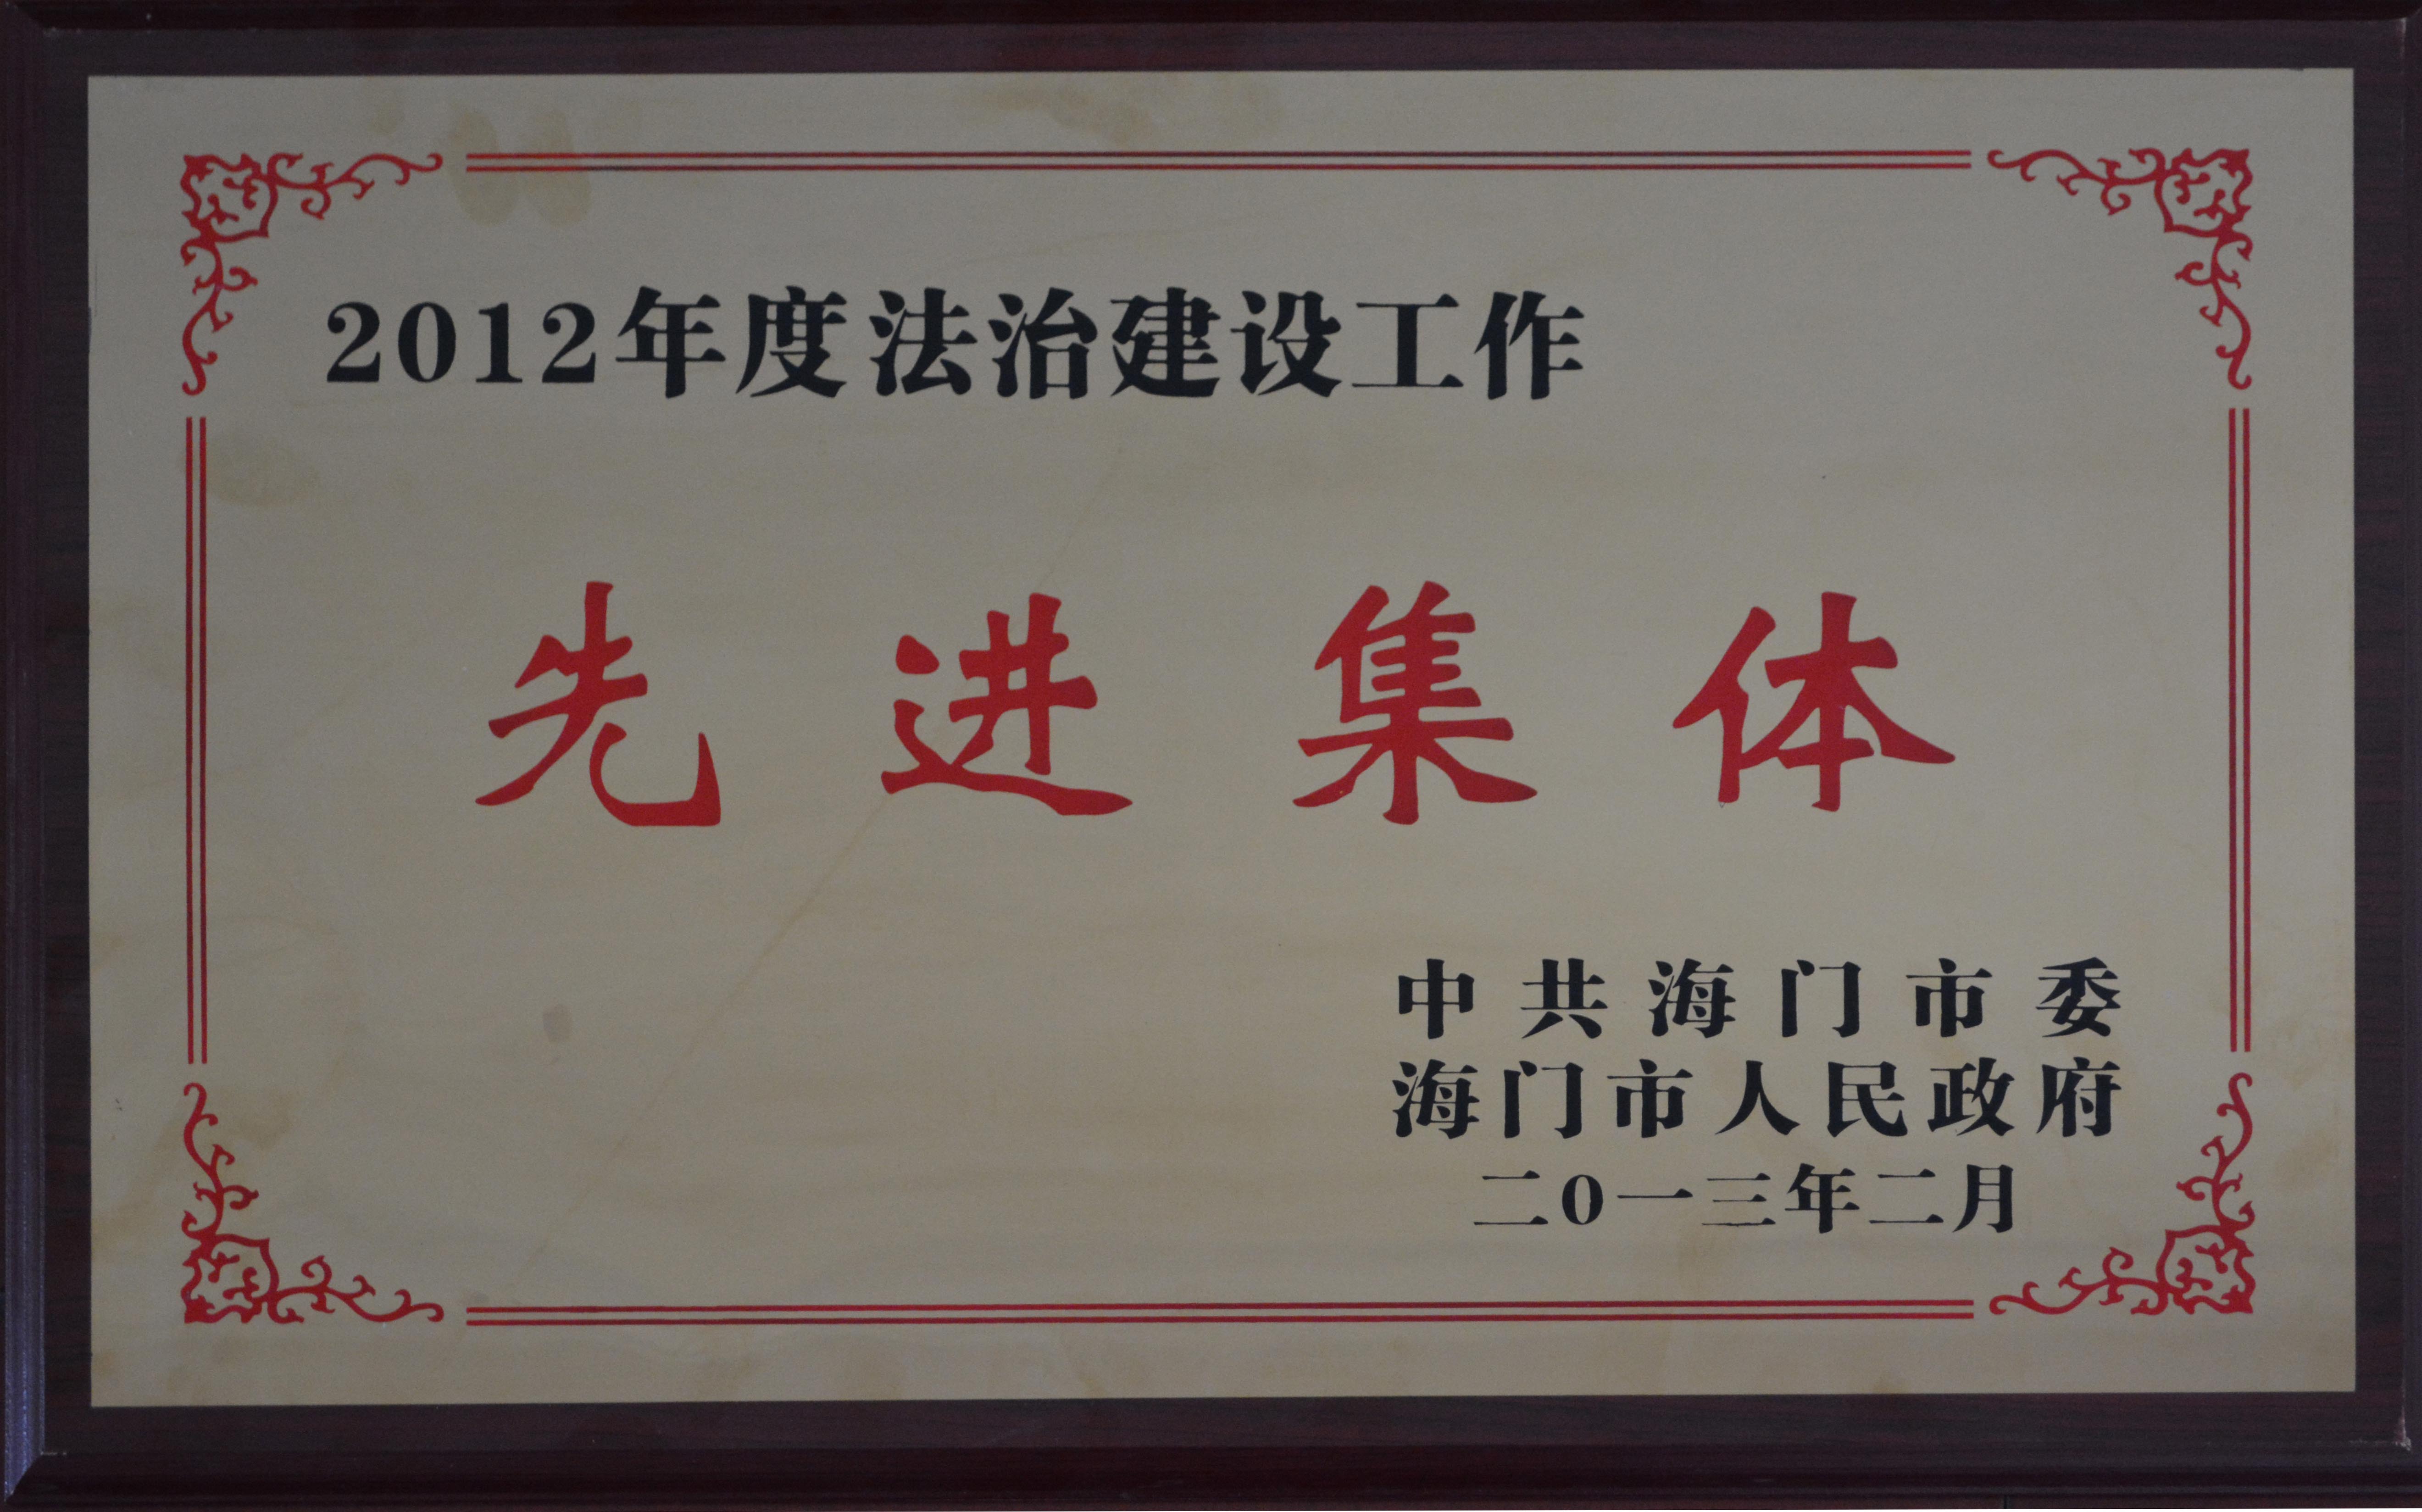 2012年度法治建设工作
先进集体
中共海门市委
海门市人民政府
二0一三年二月